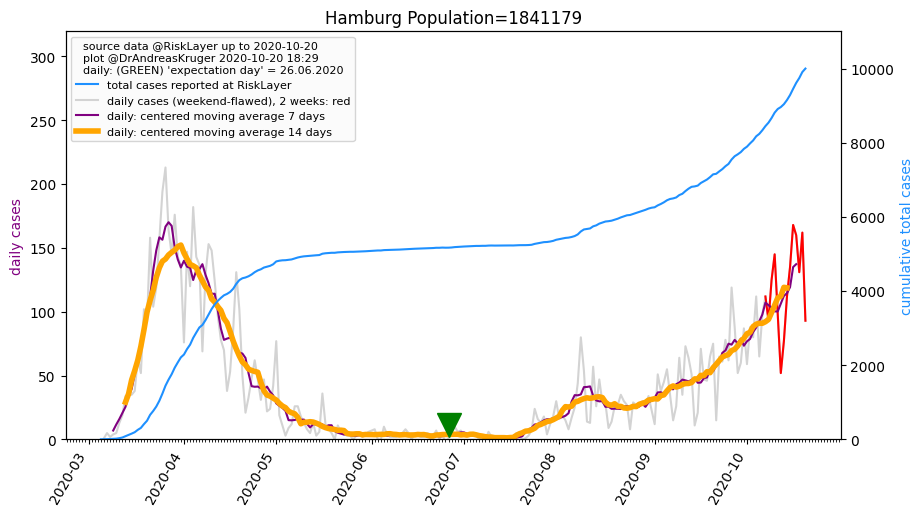 Hamburg Population=1841179
source data @RiskLayer up to 2020-10-20
plot @DrAndreasKruger 2020-10-20 18:29
daily: (GREEN) 'expectation day' = 26.06.2020
total cases reported at RiskLayer
daily cases (weekend-flawed), 2 weeks: red
daily: centered moving average 7 days
daily: centered moving average 14 days
daily cases
300
250
200
150
100
50
0
cumulative total cases
10000
8000
6000
4000
2000
0
2020-03
2020-04
2020-05
2020-06
2020-07
2020-08
2020-09
2020-10